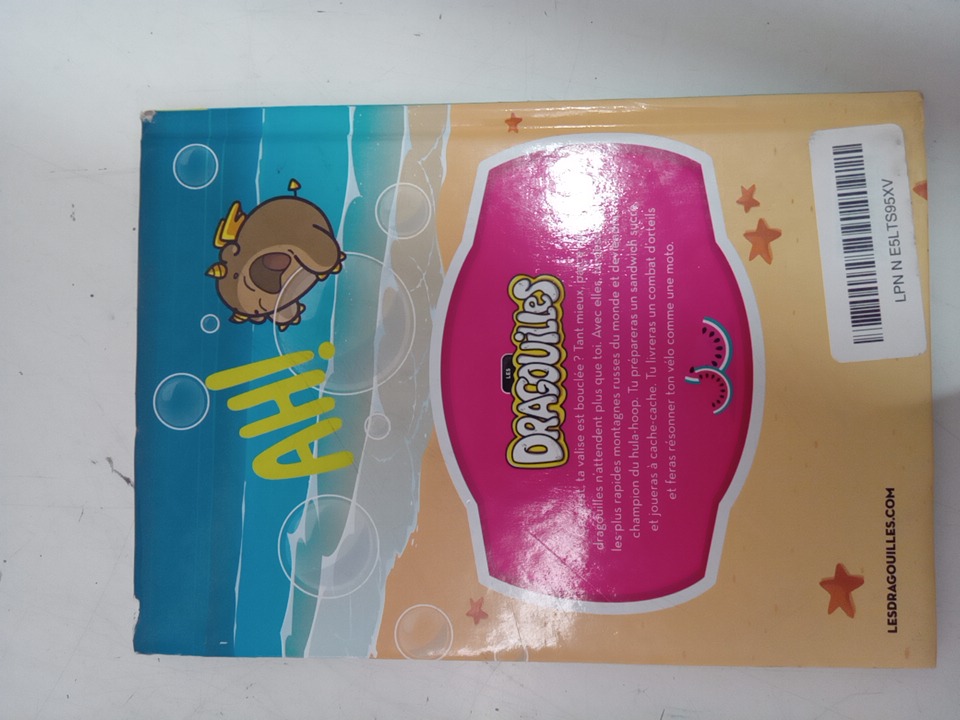 AH!
LES
DRAGOUILLES
est, ta valise est bouclée ? Tant mieux,
dragouilles n'attendent plus que toi. Avec elles,
les plus rapides montagnes russes du monde et
champion du hula-hoop. Tu prépareras un sandwich sucré
et joueras à cache-cache. Tu livreras un combat d'orteils
et feras résonner ton vélo comme une moto.
LESDRAGOUILLES.COM
LPN N E5LTS95XV